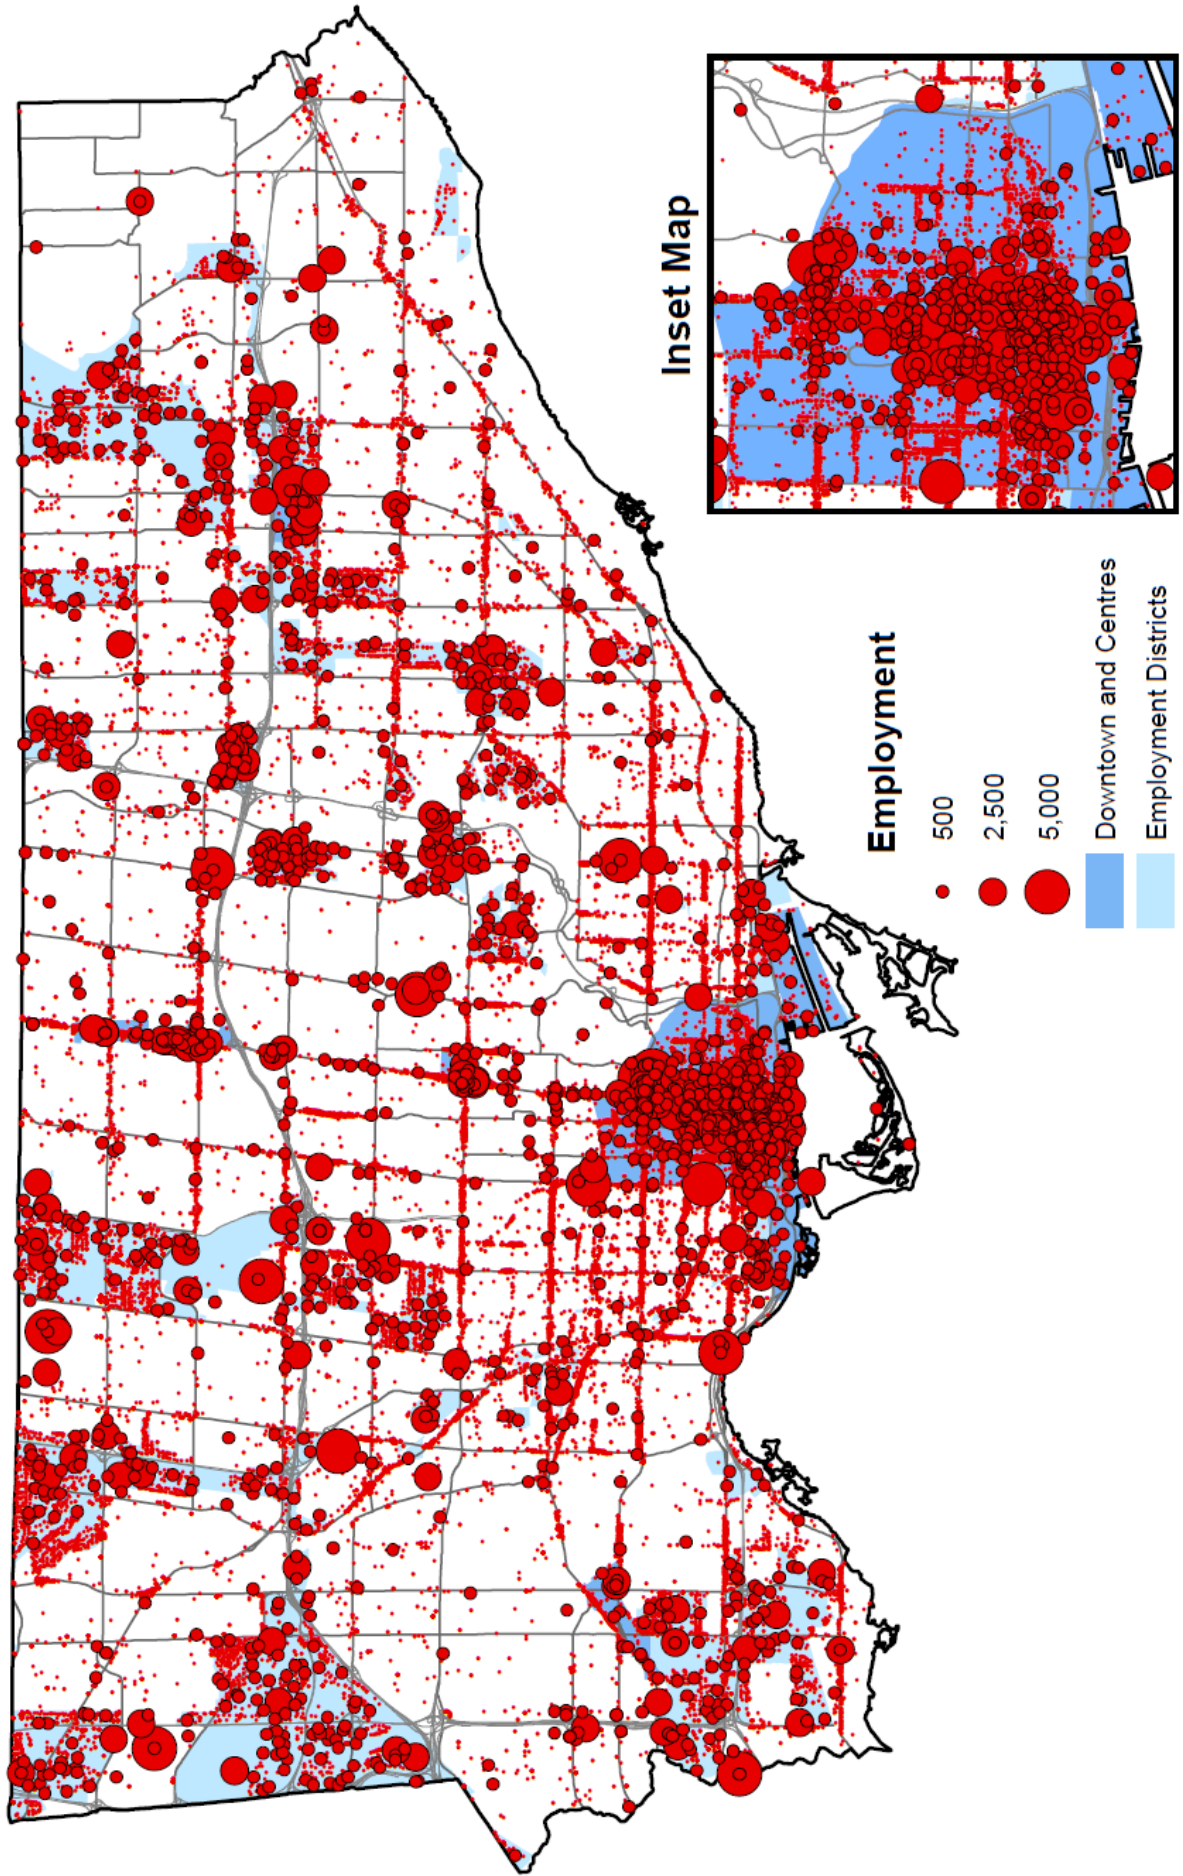 Inset Map
Employment
500
2,500
5,000
Downtown and Centres
Employment Districts